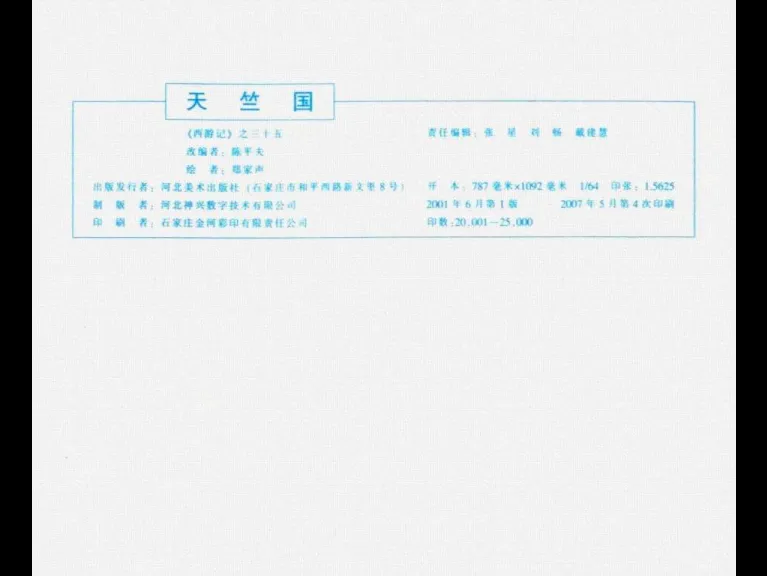 天竺国
《西游记》之三十五
改编者：陈平夫
绘 者：郑家声
责任编辑：张 星 刘 畅 戴建慧
出版发行者：河北美术出版社（石家庄市和平西路新文里8号）
制 版 者：河北神兴数字技术有限公司
印 刷 者：石家庄金河彩印有限责任公司
开 本：787毫米×1092毫米 1/64 印张：1.5625
2001年6月第1版 2007年5月第4次印刷
印数:20,001—25,000